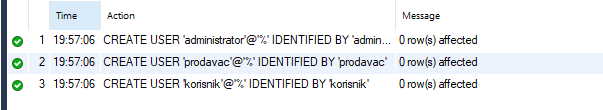 Time Action Message
1 19:57:06 CREATE USER 'administrator'@'%' IDENTIFIED BY 'admin... 0 row(s) affected
2 19:57:06 CREATE USER 'prodavac'@'%' IDENTIFIED BY 'prodavac' 0 row(s) affected
3 19:57:06 CREATE USER 'korisnik'@'%' IDENTIFIED BY 'korisnik' 0 row(s) affected